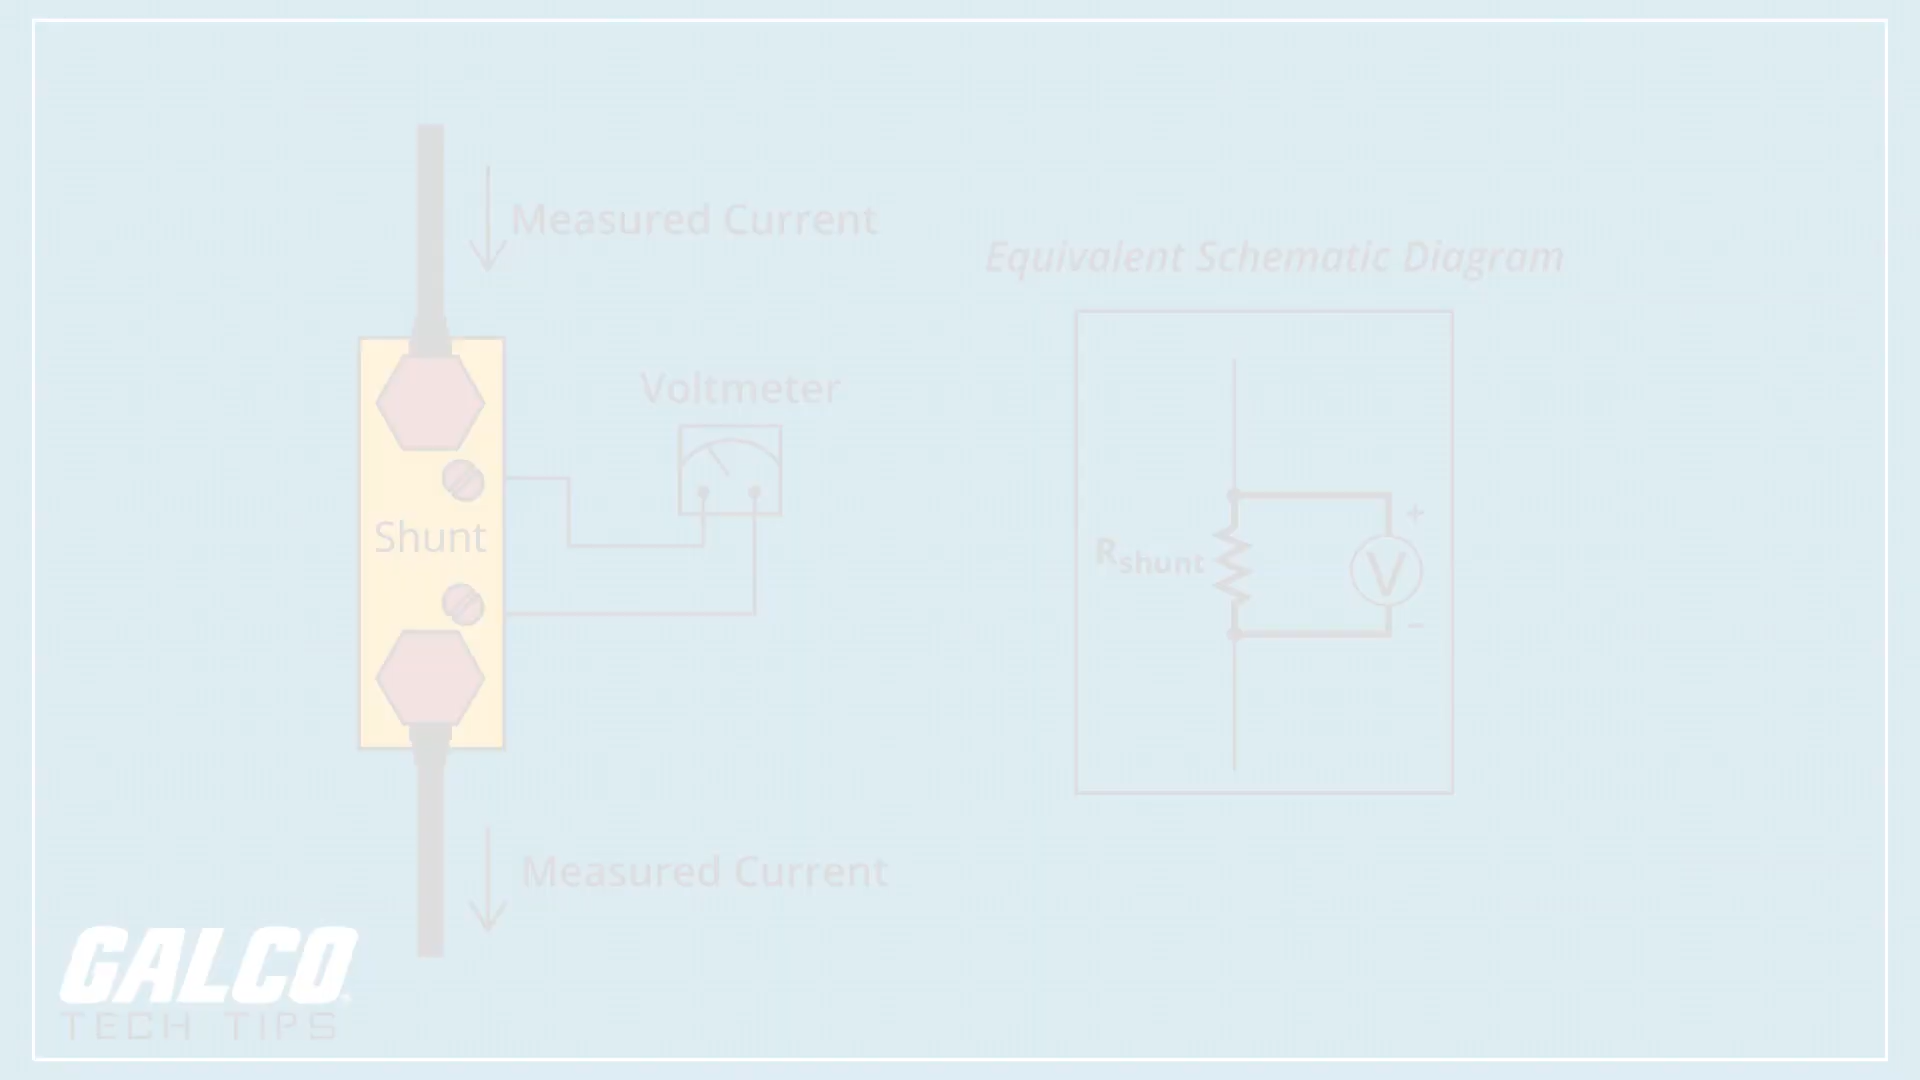 Measured Current
Equivalent Schematic Diagram
Voltmeter
+
Shunt
Rshunt
V
−
Measured Current
GALCO
TECH TIPS